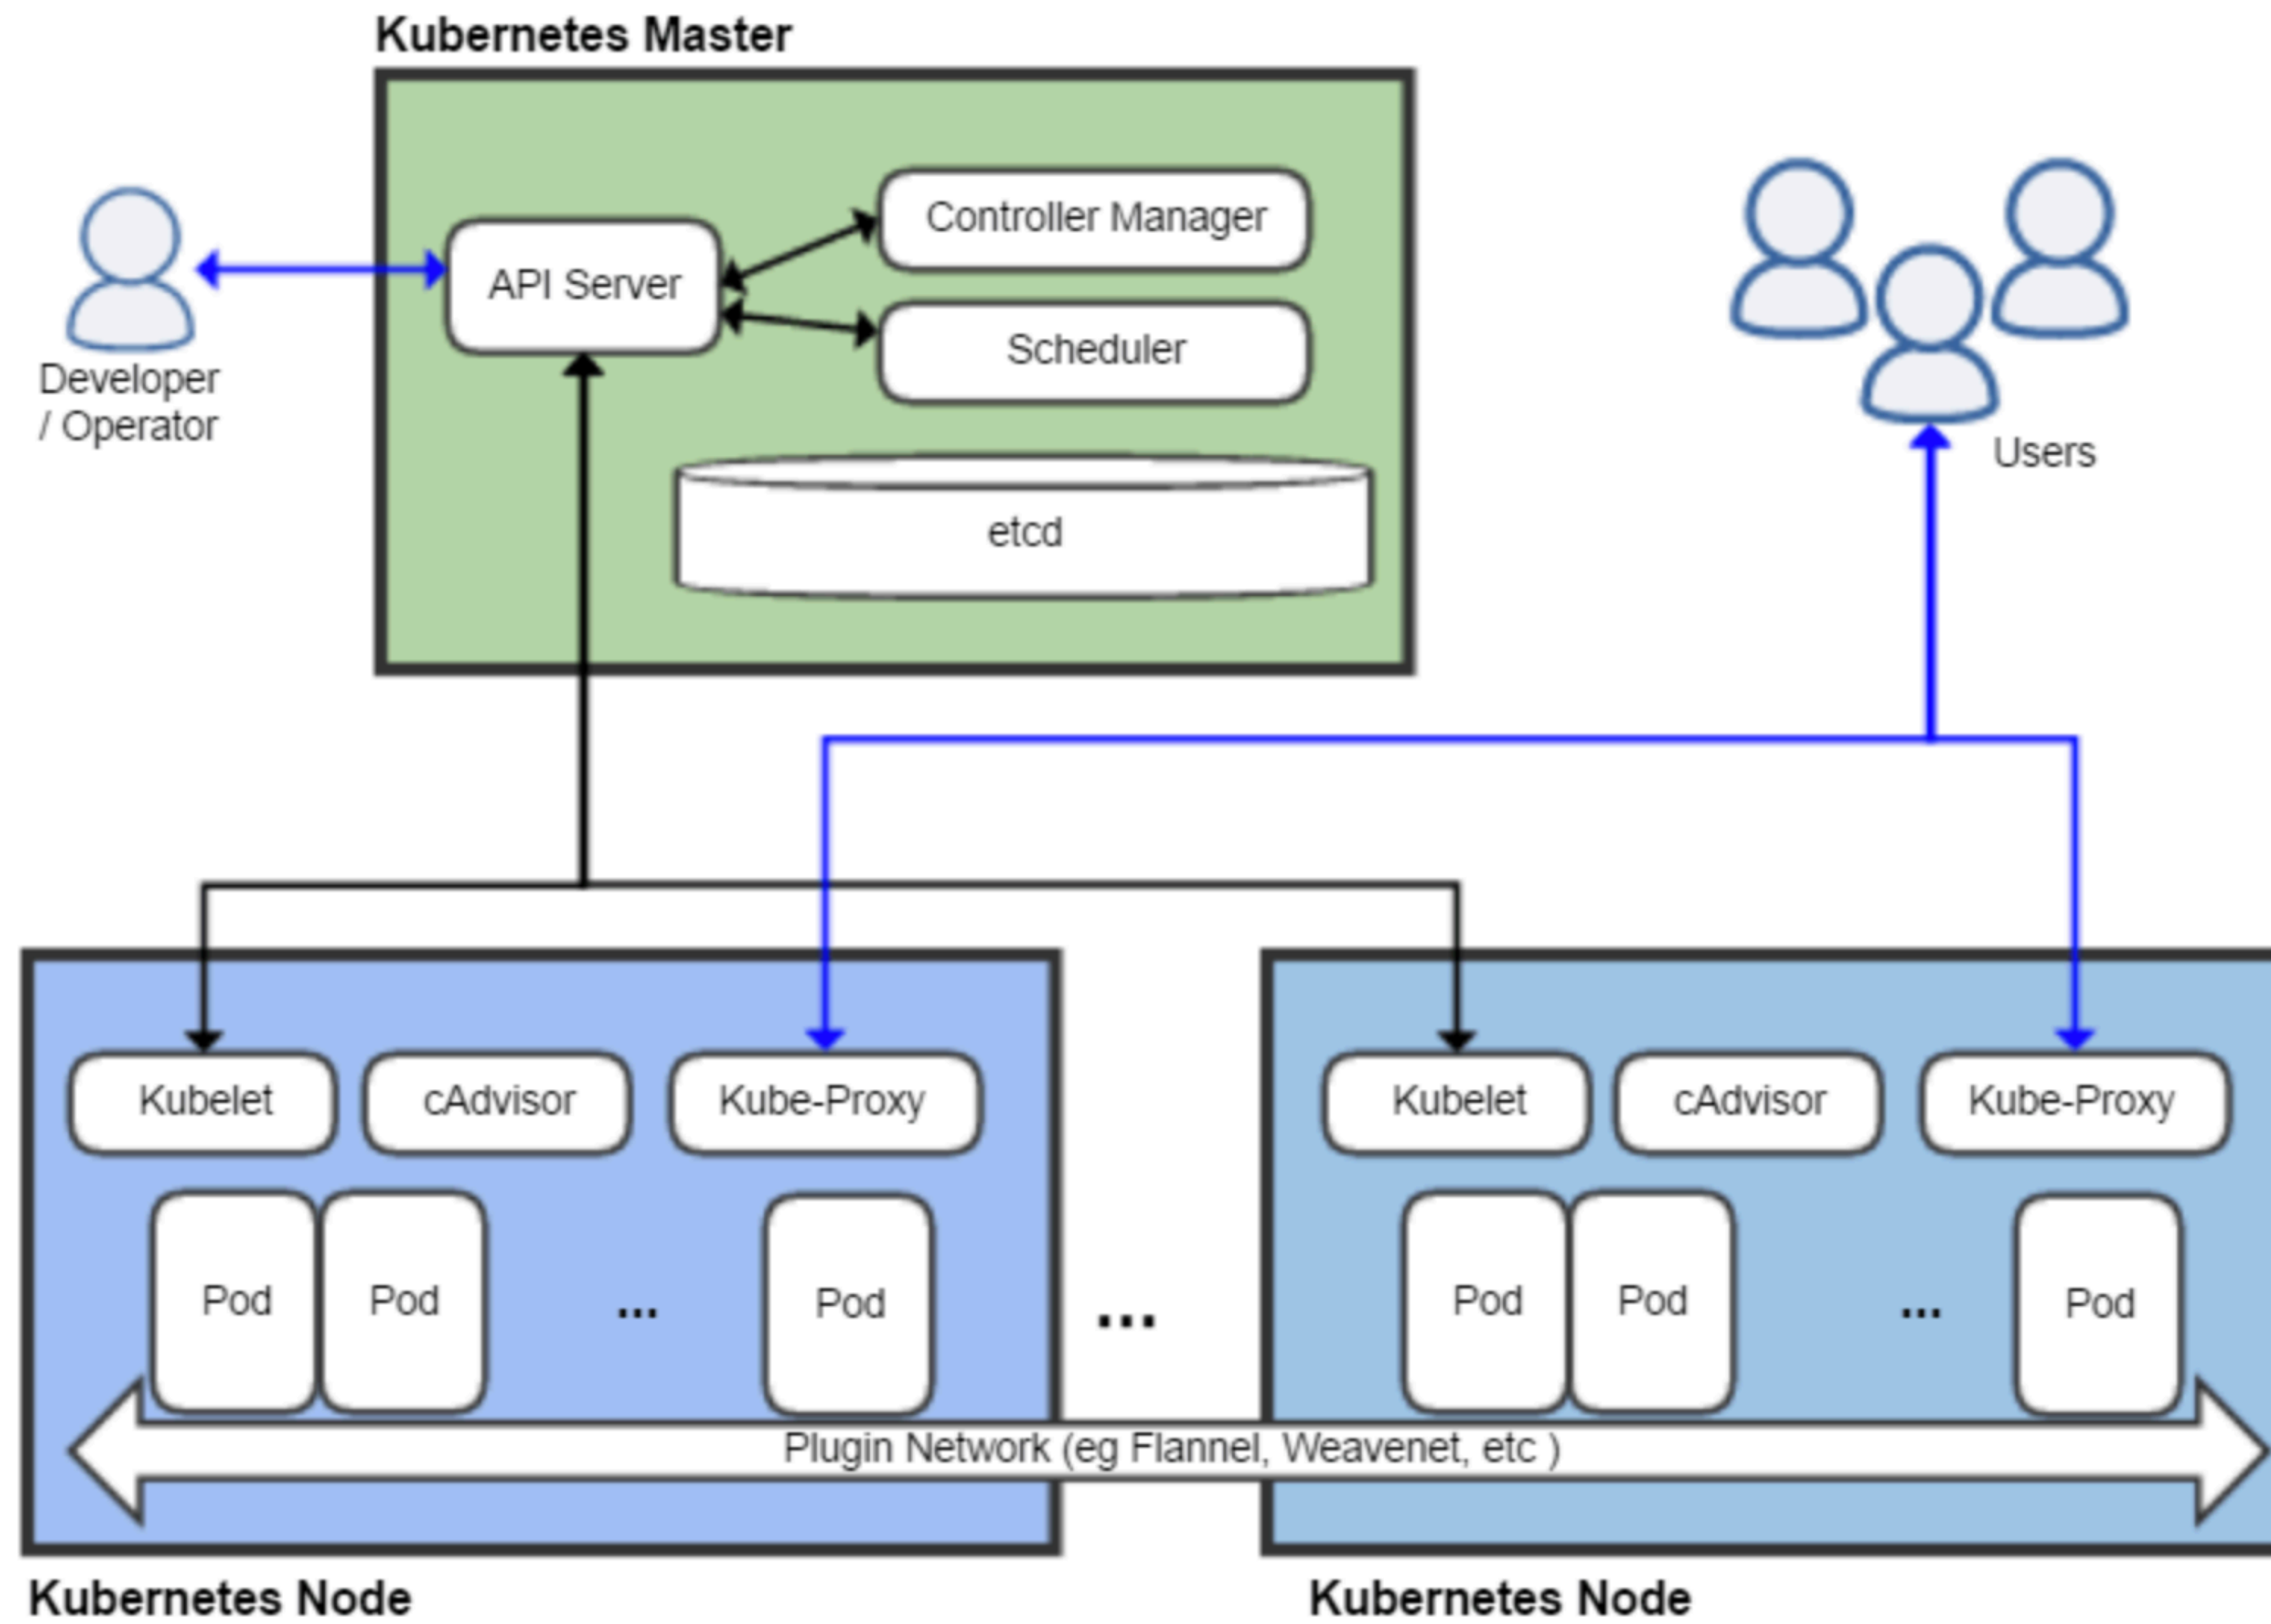 Kubernetes Master
Controller Manager
API Server
Scheduler
Developer
/ Operator
Users
etcd
Kubelet
cAdvisor
Kube-Proxy
Kubelet
cAdvisor
Kube-Proxy
Pod
Pod
...
Pod
...
Pod
Pod
...
Pod
Plugin Network (eg Flannel, Weavenet, etc )
Kubernetes Node
Kubernetes Node